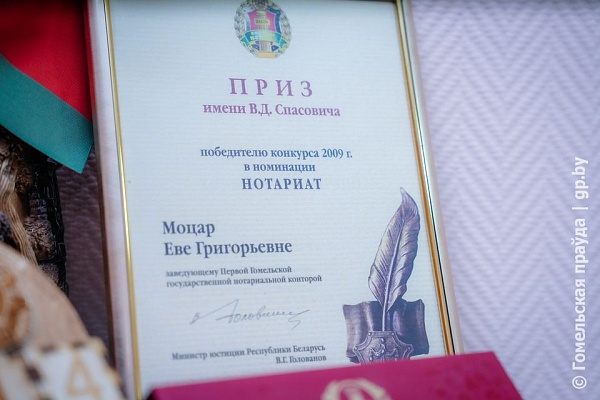 ПРИЗ
имени В.Д. Спасовича
победителю конкурса 2009 г.
в номинации
НОТАРИАТ
Моцар
Еве Григорьевне
заведующему Первой Гомельской
государственной нотариальной конторой
Министр юстиции Республики Беларусь
В.Г. Голованов
4
© Гомельская праўда | gp.by